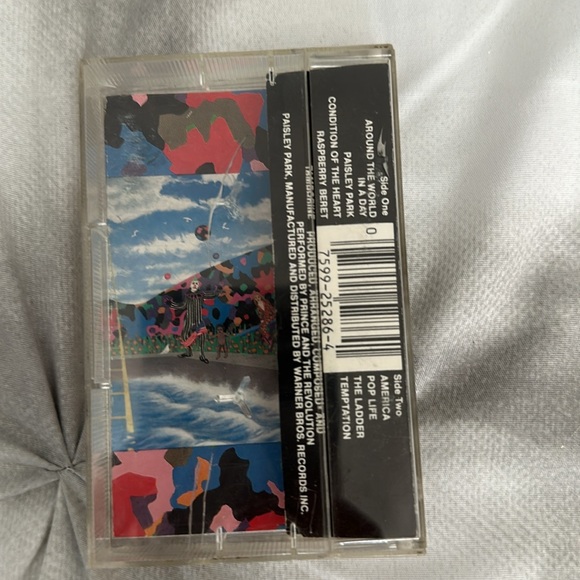 Side One
AROUND THE WORLD
IN A DAY
PAISLEY PARK
CONDITION OF THE HEART
RASPBERRY BERET
TAMBORINE
0
7599-25286-4
Side Two
AMERICA
POP LIFE
THE LADDER
TEMPTATION
PRODUCED, ARRANGED, COMPOSED* AND
PERFORMED BY PRINCE AND THE REVOLUTION
PAISLEY PARK, MANUFACTURED AND DISTRIBUTED BY WARNER BROS. RECORDS INC.